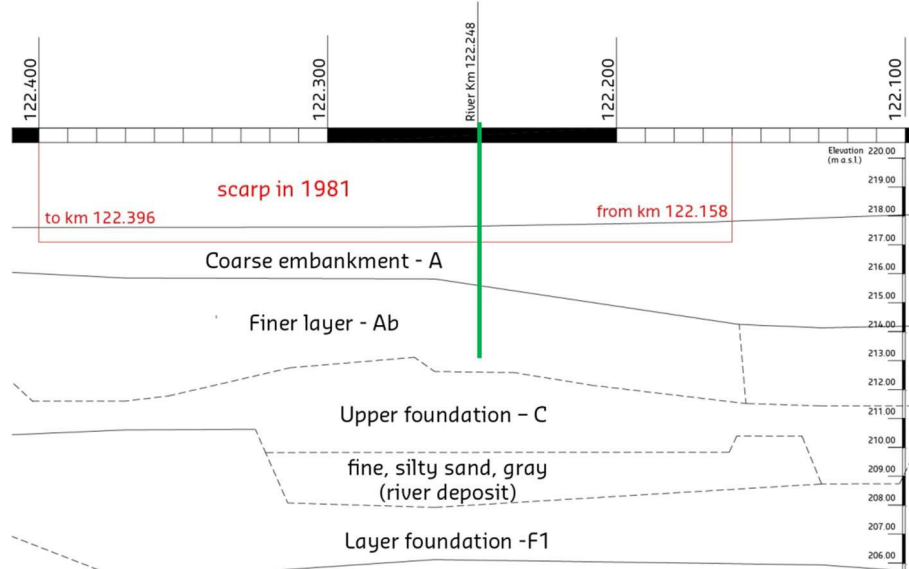 122.400
122.300
River Km 122.248
122.200
122.100
Elevation
(m a.s.l.)
220.00
219.00
scarp in 1981
to km 122.396
from km 122.158
218.00
217.00
Coarse embankment - A
216.00
215.00
Finer layer - Ab
214.00
213.00
212.00
Upper foundation – C
211.00
210.00
fine, silty sand, gray
(river deposit)
209.00
208.00
Layer foundation -F1
207.00
206.00